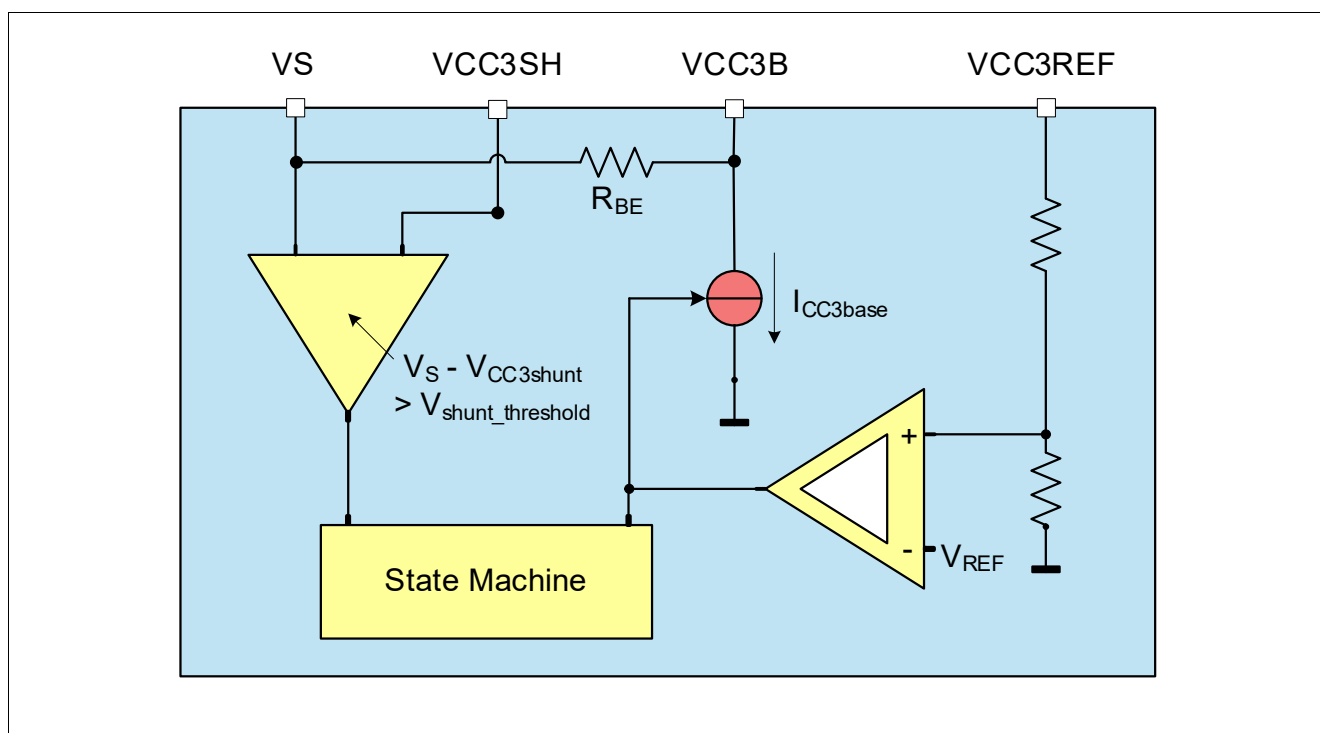 VS
VCC3SH
VCC3B
VCC3REF
RBE
ICC3base
VS - VCC3shunt
> Vshunt_threshold
+
-
VREF
State Machine